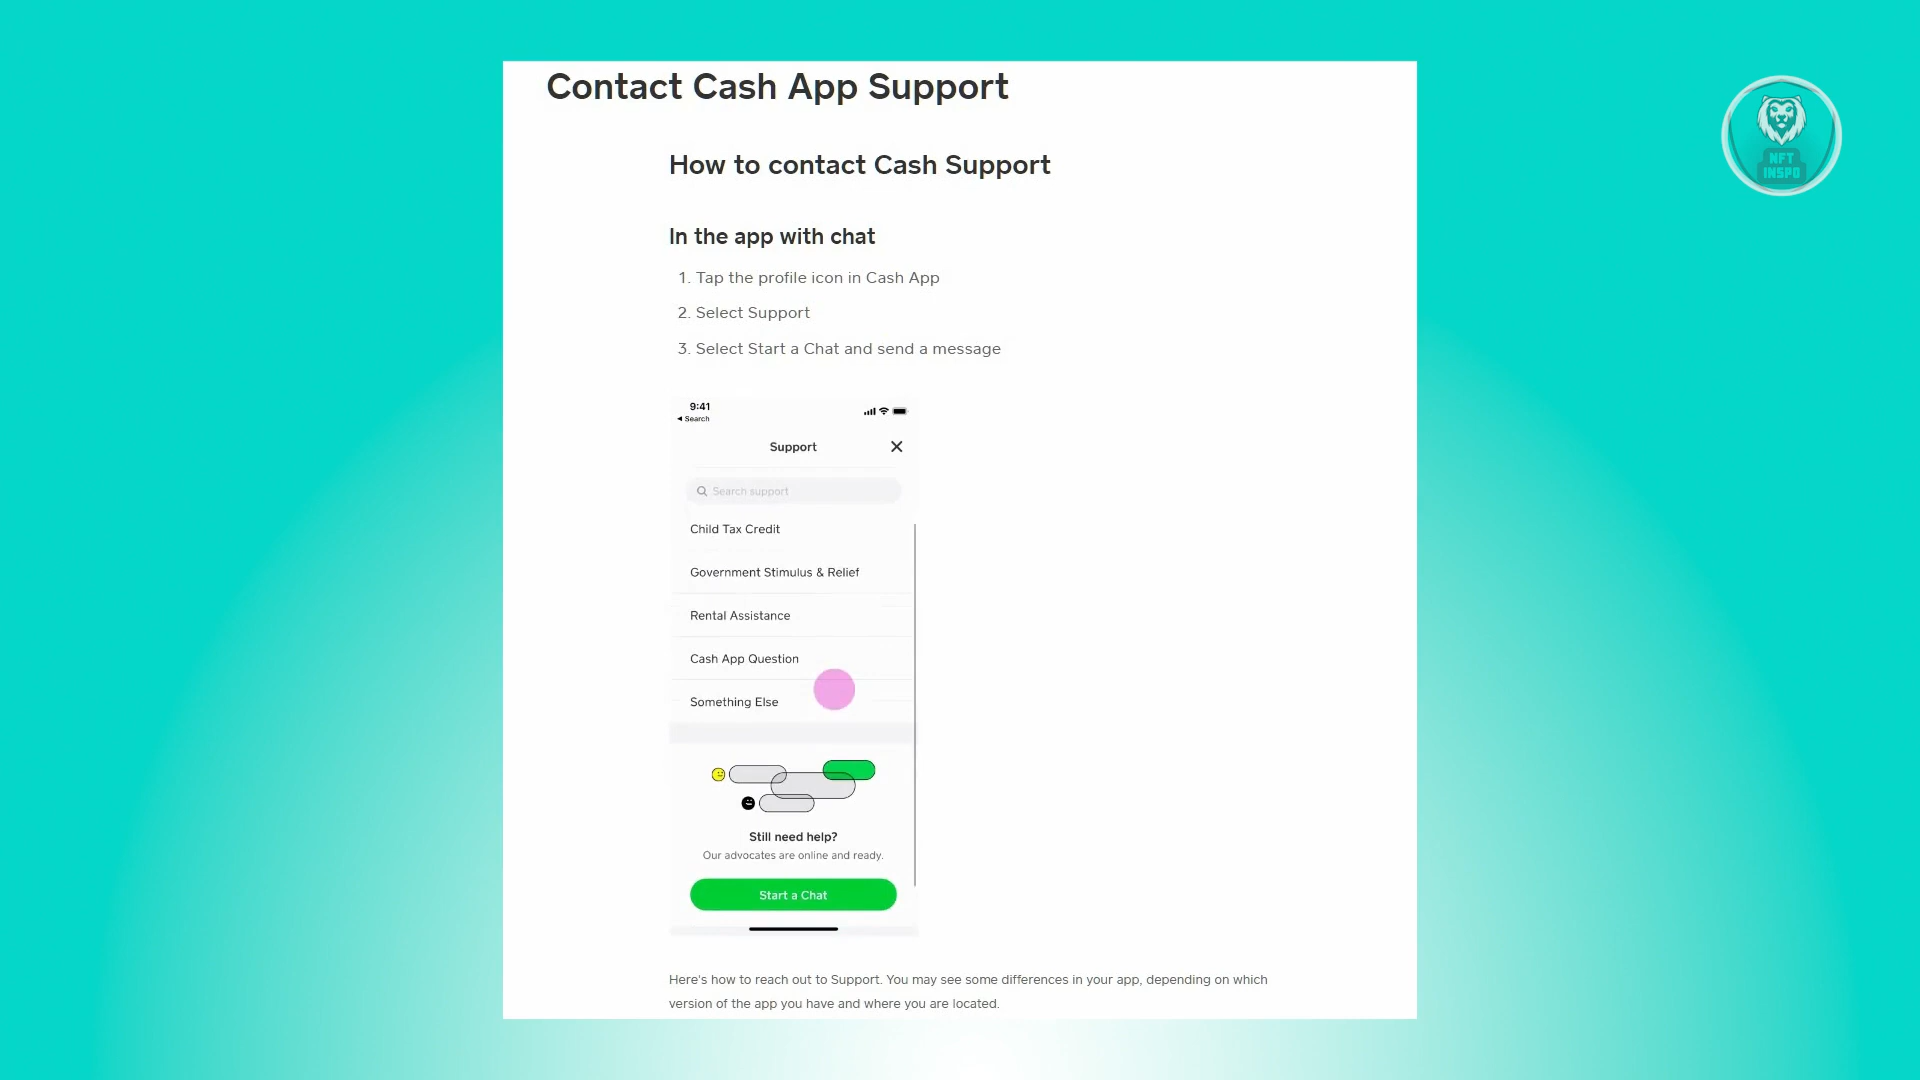 Contact Cash App Support
NFT
INSPO
How to contact Cash Support
In the app with chat
1. Tap the profile icon in Cash App
2. Select Support
3. Select Start a Chat and send a message
9:41
◄ Search
Support
Search support
Child Tax Credit
Government Stimulus & Relief
Rental Assistance
Cash App Question
Something Else
Still need help?
Our advocates are online and ready.
Start a Chat
Here's how to reach out to Support. You may see some differences in your app, depending on which
version of the app you have and where you are located.